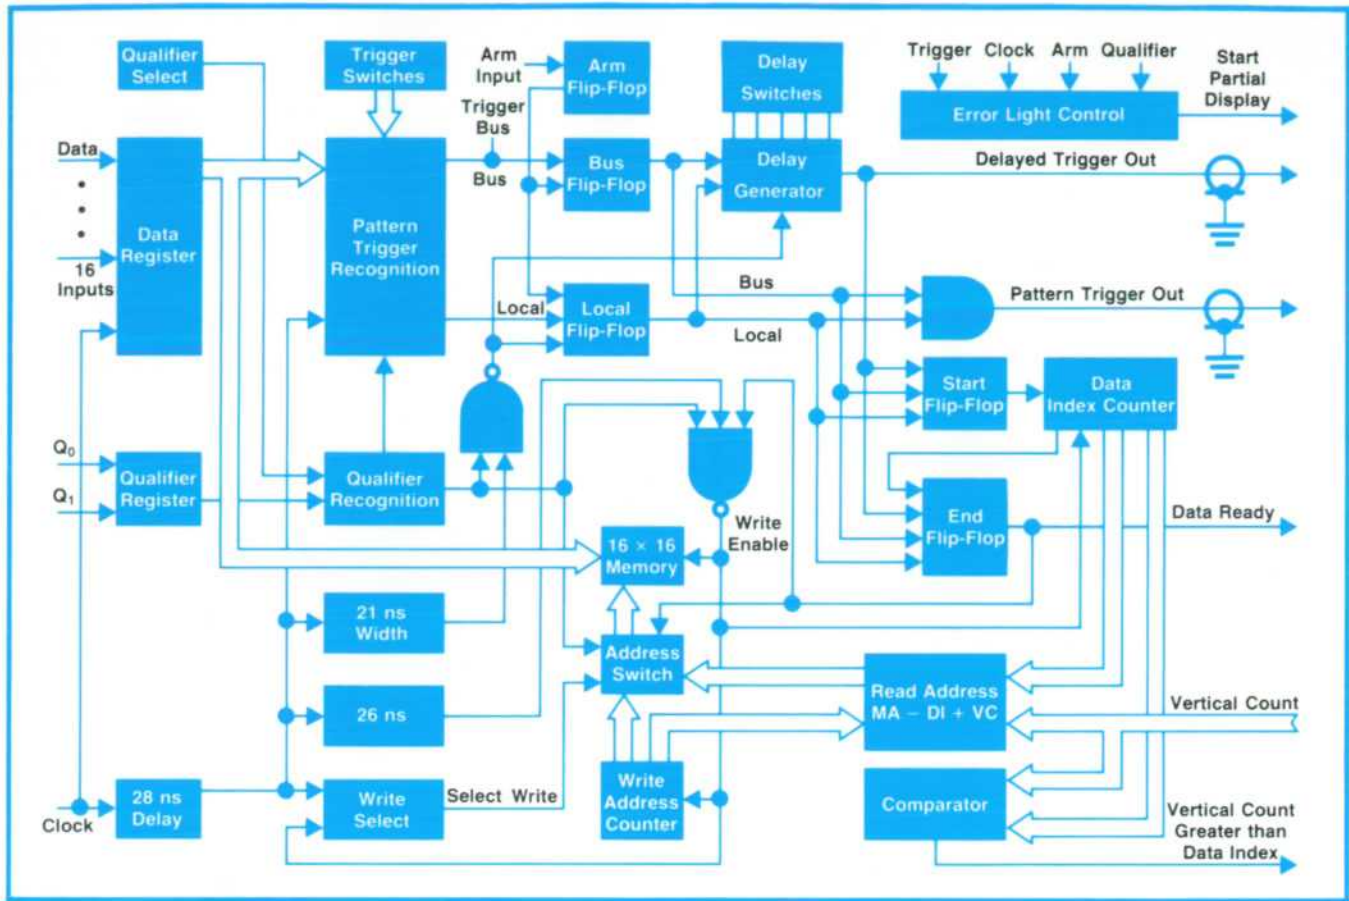 Qualifier
Select
Trigger
Switches
Arm
Input
Arm
Flip-Flop
Delay
Switches
Trigger
Clock
Arm
Qualifier
Error Light Control
Start
Partial
Display
Trigger
Bus
Bus
Bus
Flip-Flop
Delay
Generator
Delayed Trigger Out
Data
16
Inputs
Data
Register
Pattern
Trigger
Recognition
Local
Local
Flip-Flop
Bus
Local
Pattern Trigger Out
Start
Flip-Flop
Data
Index Counter
Q0
Q1
Qualifier
Register
Qualifier
Recognition
Write
Enable
End
Flip-Flop
Data Ready
16 × 16
Memory
21 ns
Width
Address
Switch
26 ns
Read Address
MA – DI + VC
Vertical Count
Clock
28 ns
Delay
Write
Select
Select Write
Write
Address
Counter
Comparator
Vertical Count
Greater than
Data Index